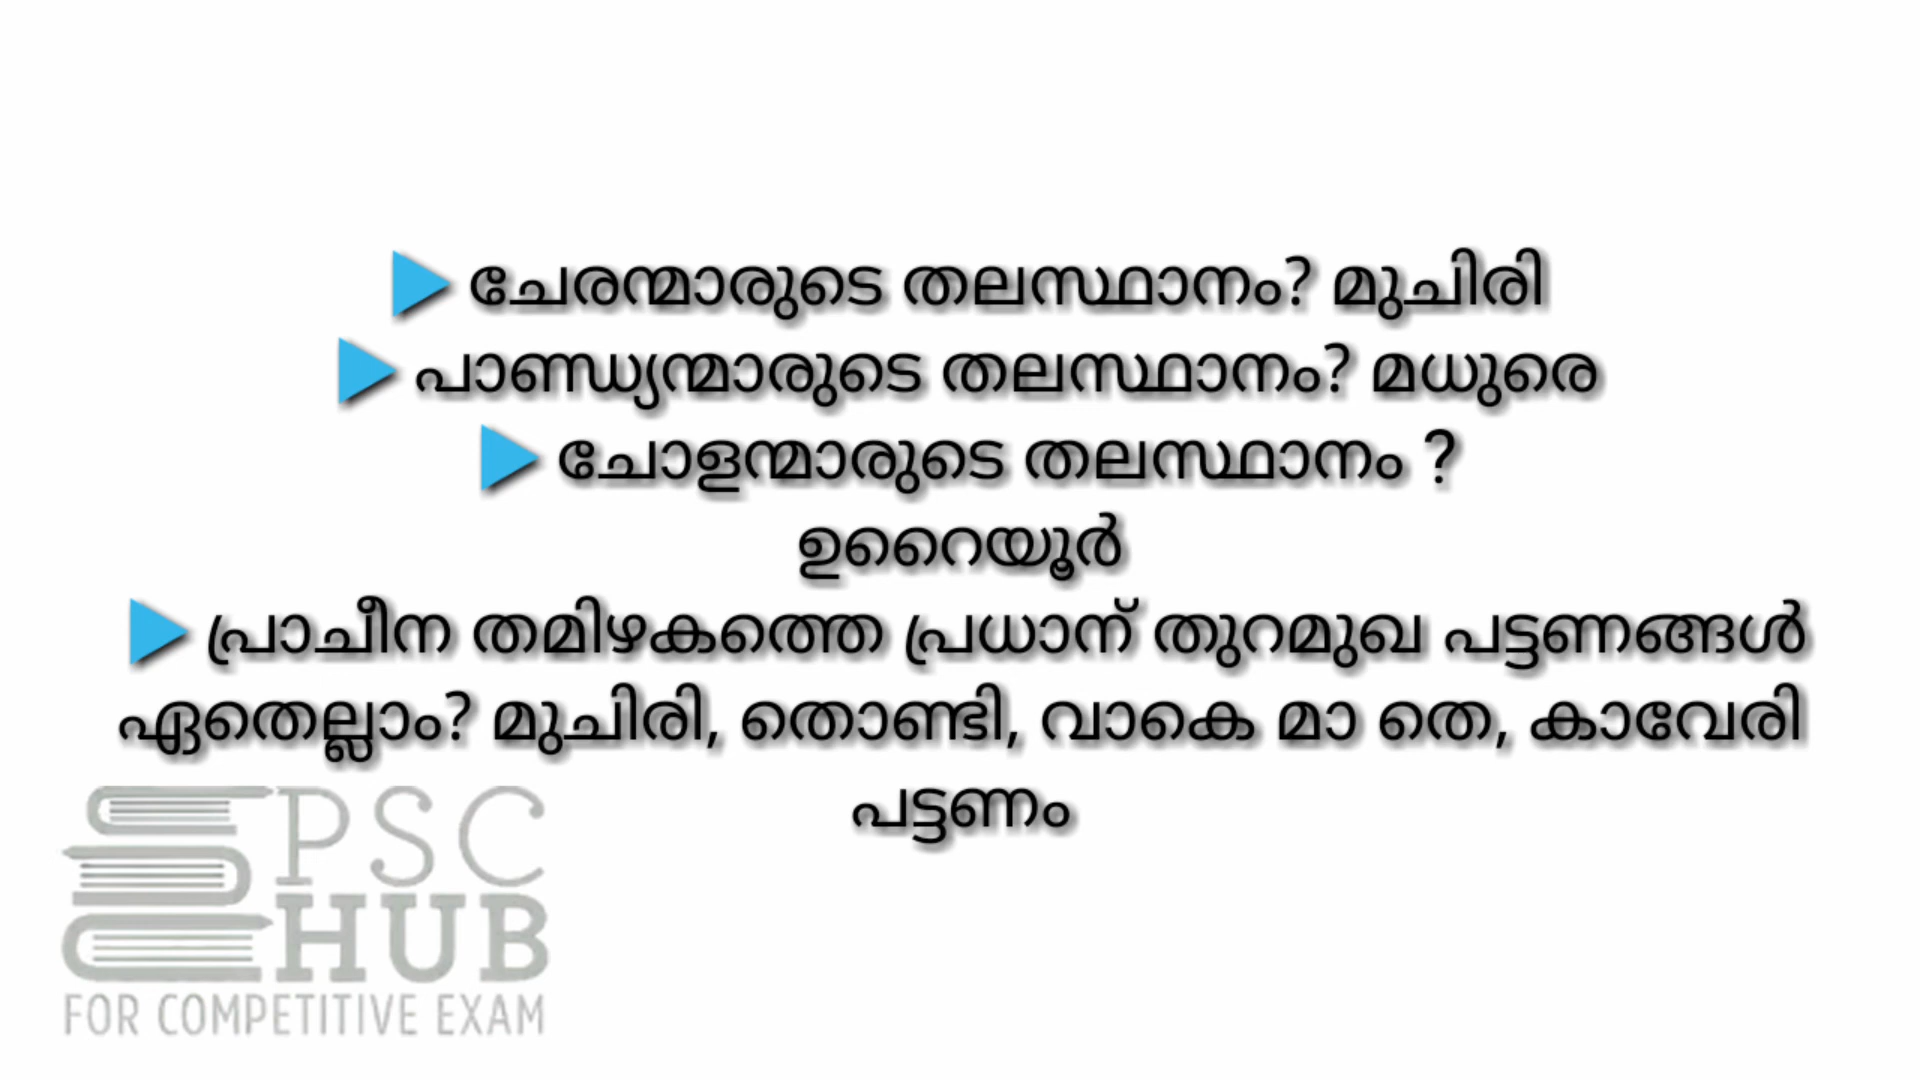 ▶ ചേരന്മാരുടെ തലസ്ഥാനം? മുചിരി
▶ പാണ്ഡ്യന്മാരുടെ തലസ്ഥാനം? മധുരെ
▶ ചോളന്മാരുടെ തലസ്ഥാനം ?
ഉറൈയൂർ
▶ പ്രാചീന തമിഴകത്തെ പ്രധാന് തുറമുഖ പട്ടണങ്ങൾ
ഏതെല്ലാം? മുചിരി, തൊണ്ടി, വാകെ മാ തെ, കാവേരി
പട്ടണം
PSC
HUB
FOR COMPETITIVE EXAM